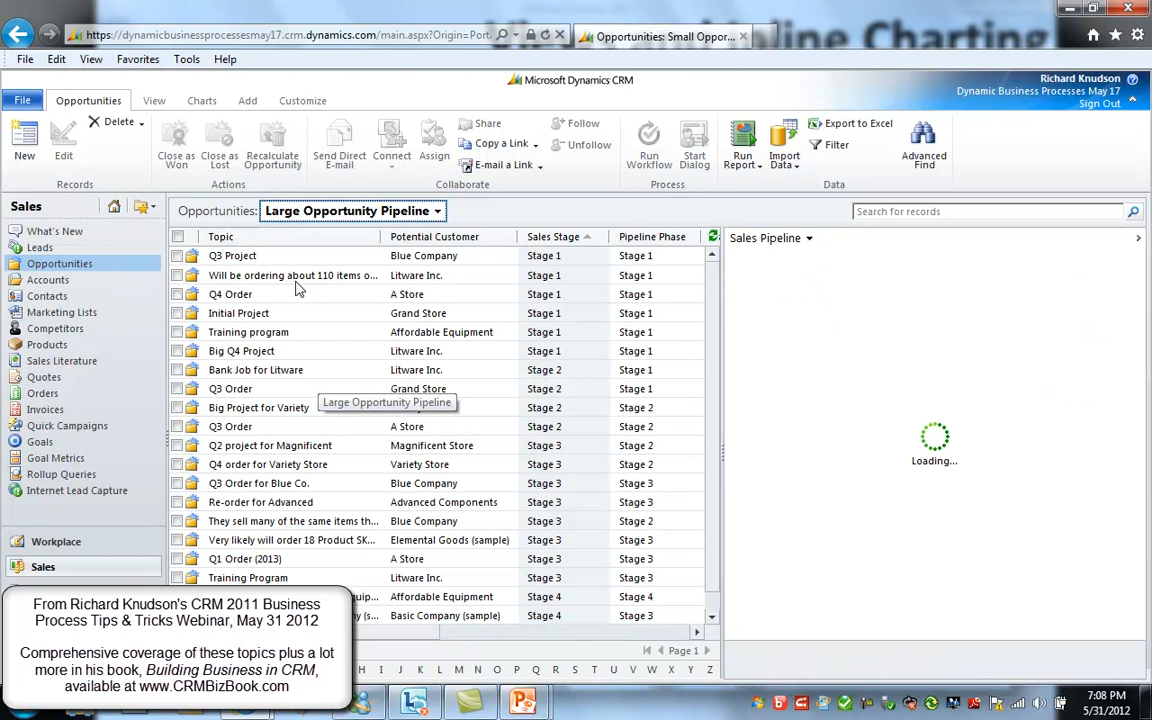 https://dynamicbusinessprocessesmay17.crm.dynamics.com/main.aspx?Origin=Port
Opportunities: Small Oppor...
File Edit View Favorites Tools Help
Microsoft Dynamics CRM
Richard Knudson
Dynamic Business Processes May 17
Sign Out
File Opportunities View Charts Add Customize
New
Edit
Delete
Records
Close as Won
Close as Lost
Recalculate Opportunity
Actions
Send Direct E-mail
Connect
Assign
Share
Copy a Link
E-mail a Link
Follow
Unfollow
Collaborate
Run Workflow
Start Dialog
Process
Run Report
Import Data
Export to Excel
Filter
Advanced Find
Data
Sales
What's New
Leads
Opportunities
Accounts
Contacts
Marketing Lists
Competitors
Products
Sales Literature
Quotes
Orders
Invoices
Quick Campaigns
Goals
Goal Metrics
Rollup Queries
Internet Lead Capture
Workplace
Sales
Opportunities: Large Opportunity Pipeline
Search for records
Topic Potential Customer Sales Stage Pipeline Phase
Q3 Project Blue Company Stage 1 Stage 1
Will be ordering about 110 items o... Litware Inc. Stage 1 Stage 1
Q4 Order A Store Stage 1 Stage 1
Initial Project Grand Store Stage 1 Stage 1
Training program Affordable Equipment Stage 1 Stage 1
Big Q4 Project Litware Inc. Stage 1 Stage 1
Bank Job for Litware Litware Inc. Stage 2 Stage 1
Q3 Order Grand Store Stage 2 Stage 1
Large Opportunity Pipeline
Big Project for Variety Stage 2 Stage 2
Q3 Order A Store Stage 2 Stage 2
Q2 project for Magnificent Magnificent Store Stage 3 Stage 2
Q4 order for Variety Store Variety Store Stage 3 Stage 2
Q3 Order for Blue Co. Blue Company Stage 3 Stage 3
Re-order for Advanced Advanced Components Stage 3 Stage 3
They sell many of the same items th... Blue Company Stage 3 Stage 2
Very likely will order 18 Product SK... Elemental Goods (sample) Stage 3 Stage 3
Q1 Order (2013) A Store Stage 3 Stage 3
Training Program Litware Inc. Stage 3 Stage 3
Affordable Equipment Stage 4 Stage 4
Basic Company (sample) Stage 4 Stage 3
Page 1
H I J K L M N O P Q R S T U V W X Y Z
Sales Pipeline
Loading...
From Richard Knudson's CRM 2011 Business
Process Tips & Tricks Webinar, May 31 2012
Comprehensive coverage of these topics plus a lot
more in his book, Building Business in CRM,
available at www.CRMBizBook.com
7:08 PM
5/31/2012